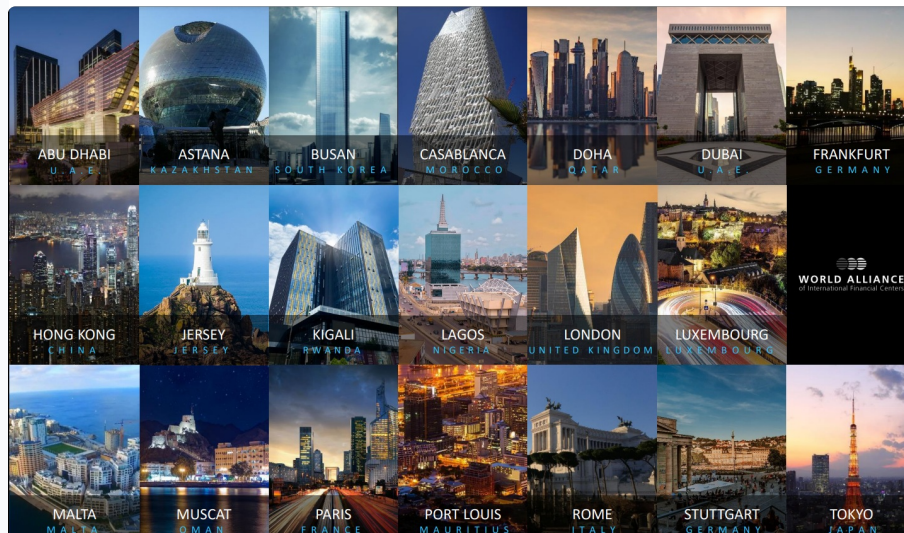 ABU DHABI
U.A.E.
ASTANA
KAZAKHSTAN
BUSAN
SOUTH KOREA
CASABLANCA
MOROCCO
DOHA
QATAR
DUBAI
U.A.E.
FRANKFURT
GERMANY
HONG KONG
CHINA
JERSEY
JERSEY
KIGALI
RWANDA
LAGOS
NIGERIA
LONDON
UNITED KINGDOM
LUXEMBOURG
LUXEMBOURG
WORLD ALLIANCE
of International Financial Centers
MALTA
MALTA
MUSCAT
OMAN
PARIS
FRANCE
PORT LOUIS
MAURITIUS
ROME
ITALY
STUTTGART
GERMANY
TOKYO
JAPAN